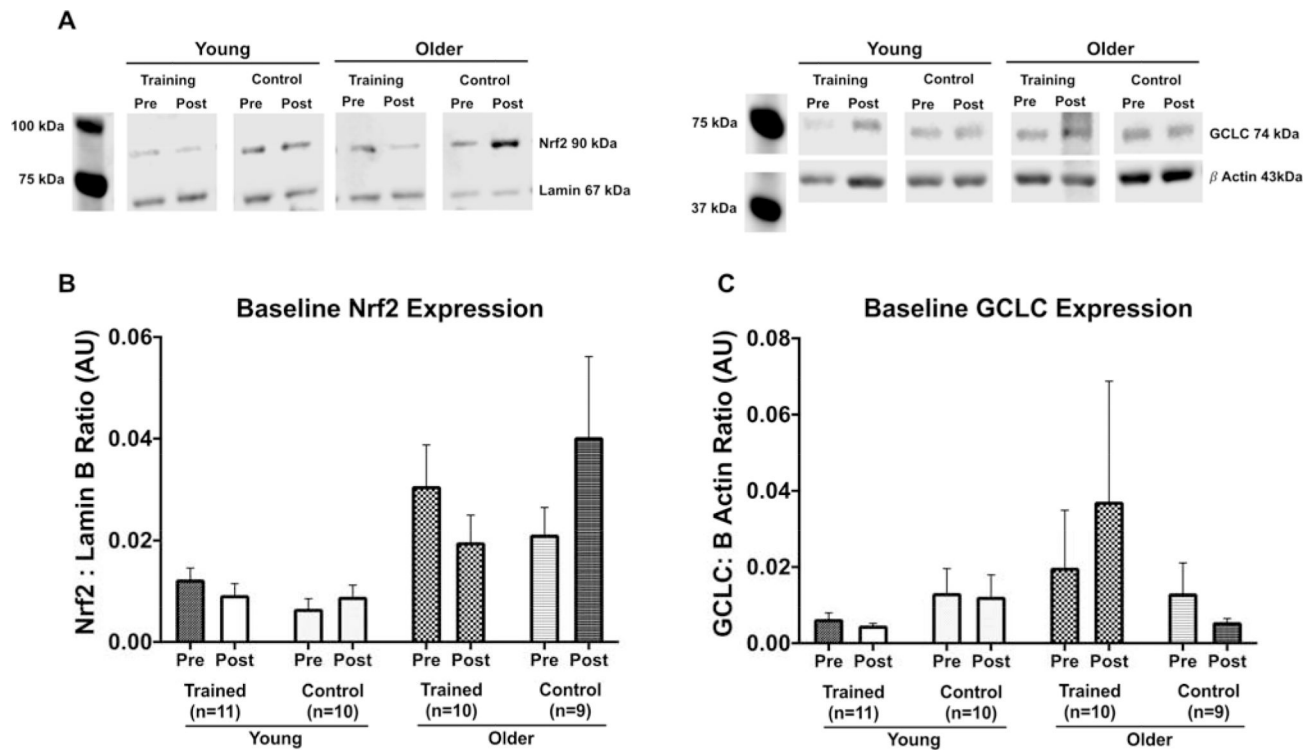 A
Young Older
Training Control Training Control
Pre Post Pre Post Pre Post Pre Post
100 kDa
Nrf2 90 kDa
75 kDa
Lamin 67 kDa
Young Older
Training Control Training Control
Pre Post Pre Post Pre Post Pre Post
75 kDa
GCLC 74 kDa
β Actin 43kDa
37 kDa
B
Baseline Nrf2 Expression
Nrf2 : Lamin B Ratio (AU)
0.06
0.04
0.02
0.00
Pre Post Pre Post Pre Post Pre Post
Trained Control Trained Control
(n=11) (n=10) (n=10) (n=9)
Young Older
C
Baseline GCLC Expression
GCLC: B Actin Ratio (AU)
0.08
0.06
0.04
0.02
0.00
Pre Post Pre Post Pre Post Pre Post
Trained Control Trained Control
(n=11) (n=10) (n=10) (n=9)
Young Older